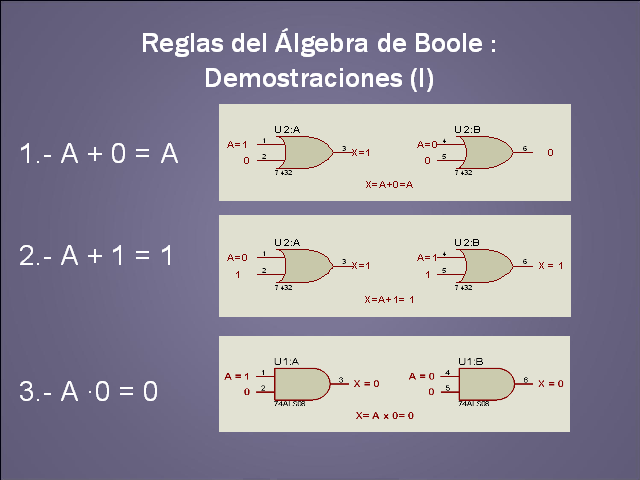 Reglas del Álgebra de Boole :
Demostraciones (I)
1.- A + 0 = A
U2:A
A=1
1
0
2
3
X=1
7432
U2:B
A=0
4
0
5
6
0
7432
X=A+0=A
2.- A + 1 = 1
U2:A
A=0
1
1
2
3
X=1
7432
U2:B
A=1
4
1
5
6
X = 1
7432
X=A+1= 1
3.- A ·0 = 0
U1:A
A = 1
1
0
2
3
X = 0
74ALS08
U1:B
A = 0
4
0
5
6
X = 0
74ALS08
X= A x 0= 0